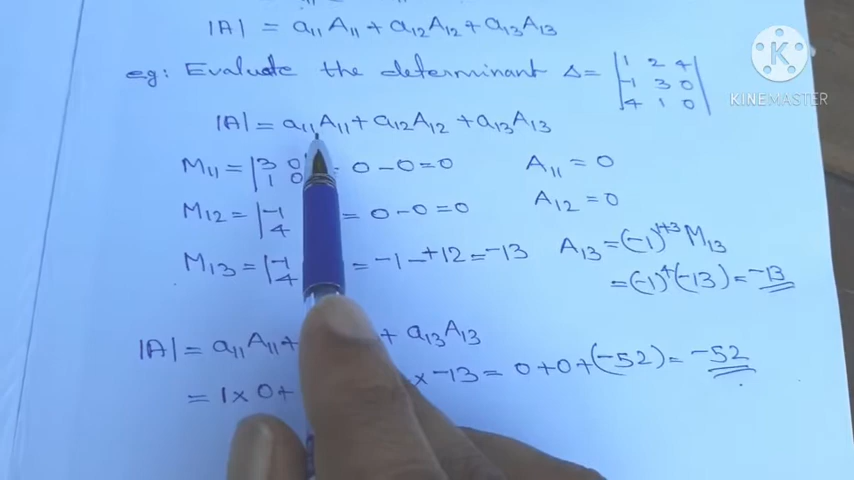 |A| = a₁₁A₁₁ + a₁₂A₁₂ + a₁₃A₁₃
eg: Evaluate the determinant Δ = |1 2 4|
|-1 3 0|
|4 1 0|
KINEMASTER
|A| = a₁₁A₁₁ + a₁₂A₁₂ + a₁₃A₁₃
M₁₁ = |3 0| = 0 - 0 = 0 A₁₁ = 0
|1 0|
M₁₂ = |-1 = 0 - 0 = 0 A₁₂ = 0
|4
M₁₃ = |-1 = -1 - +12 = -13 A₁₃ = (-1)¹⁺³ M₁₃
|4
= (-1)⁴(-13) = -13
|A| = a₁₁A₁₁ + + a₁₃A₁₃
= 1 × 0 + × -13 = 0 + 0 + (-52) = -52